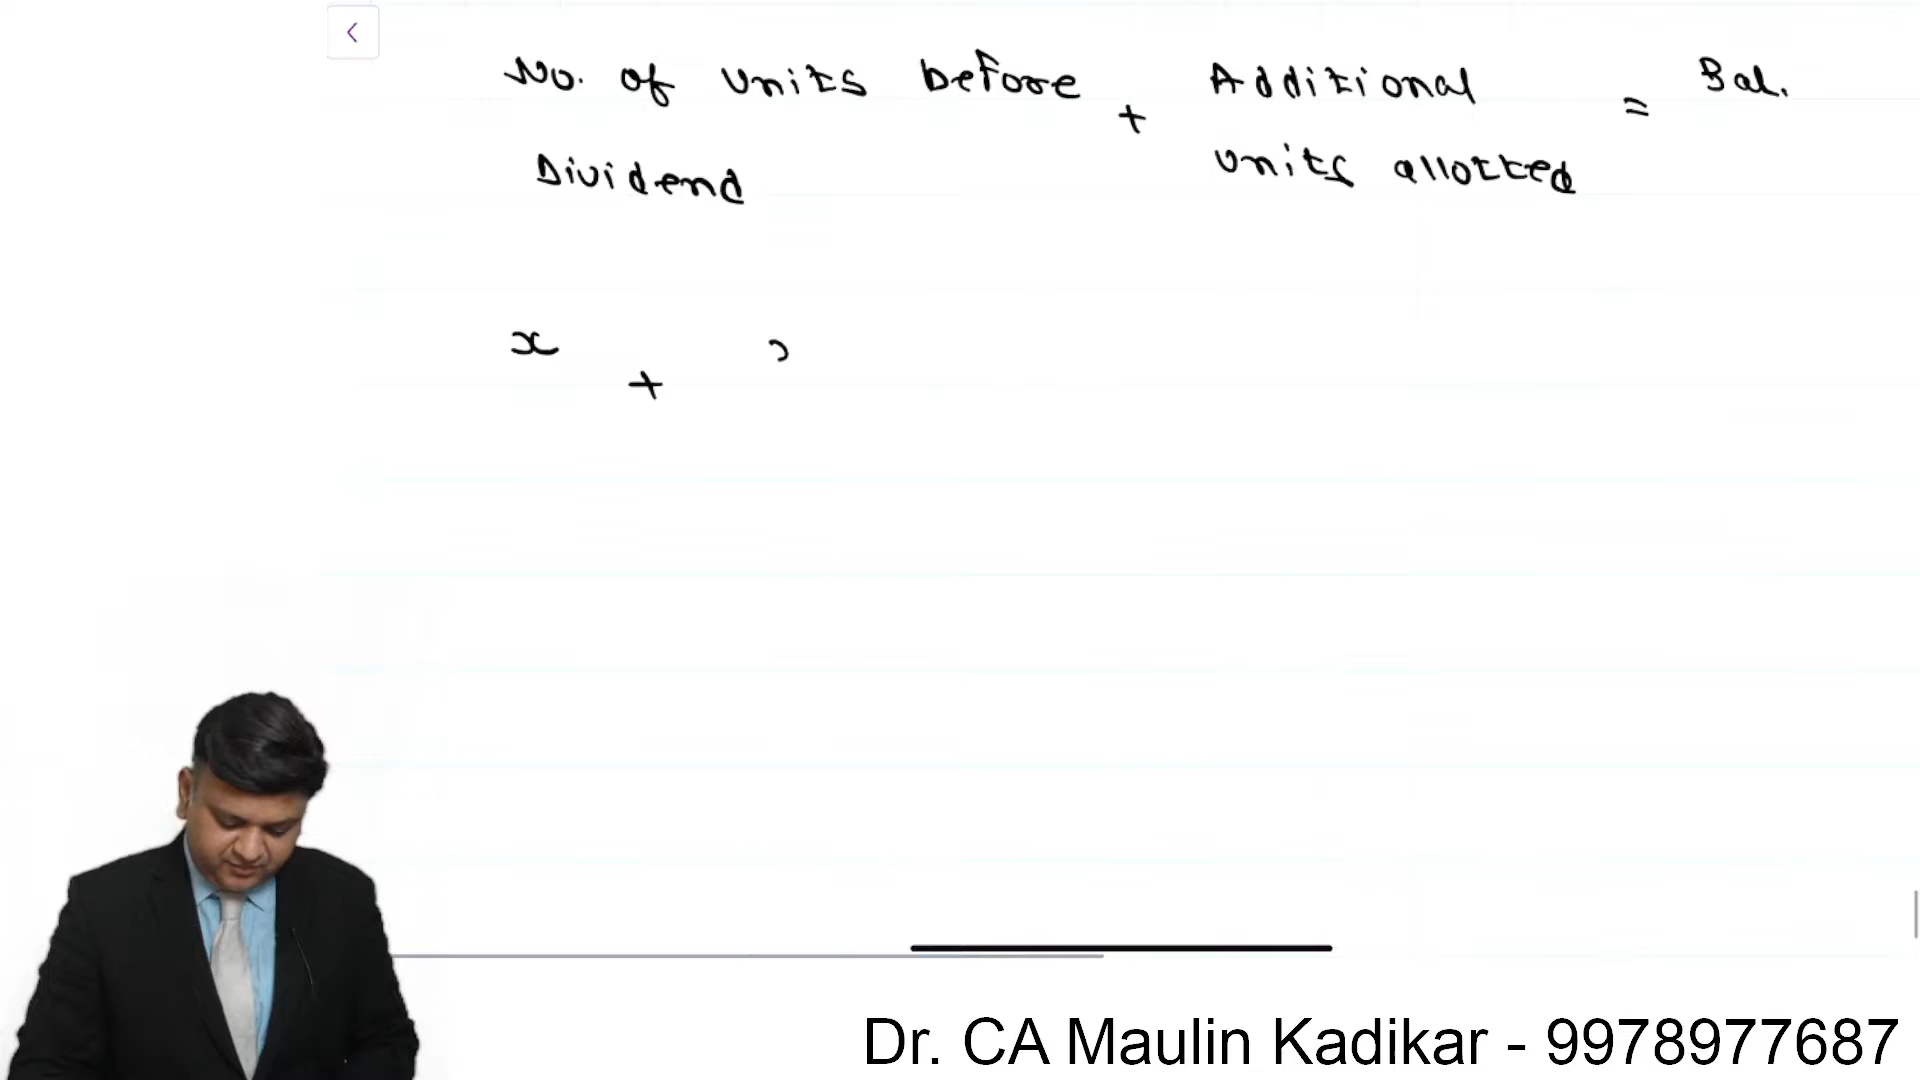 No. of units before + Additional = Bal.
Dividend units allotted
x +
Dr. CA Maulin Kadikar - 9978977687